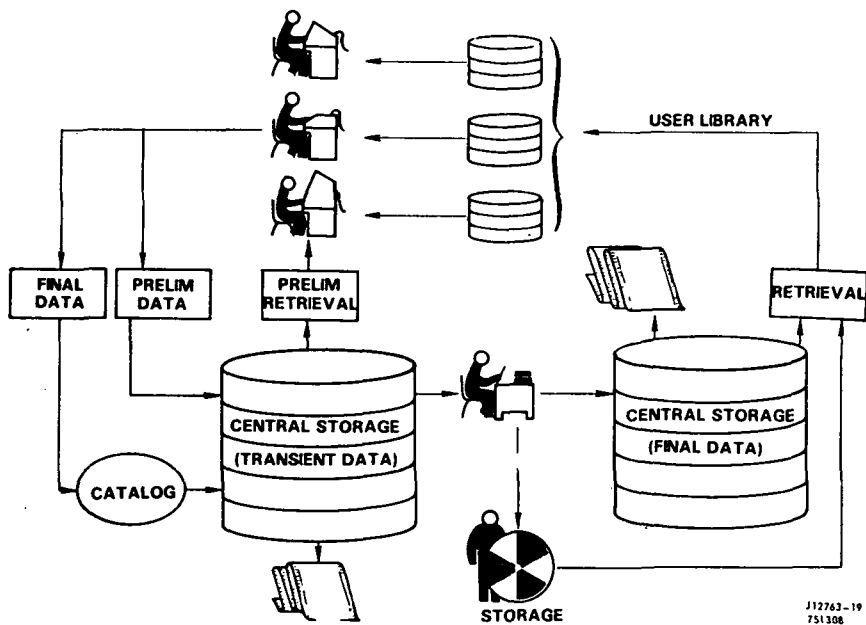 USER LIBRARY
FINAL
DATA
PRELIM
DATA
PRELIM
RETRIEVAL
RETRIEVAL
CENTRAL STORAGE
(TRANSIENT DATA)
CENTRAL STORAGE
(FINAL DATA)
CATALOG
STORAGE
J12763-19
751308